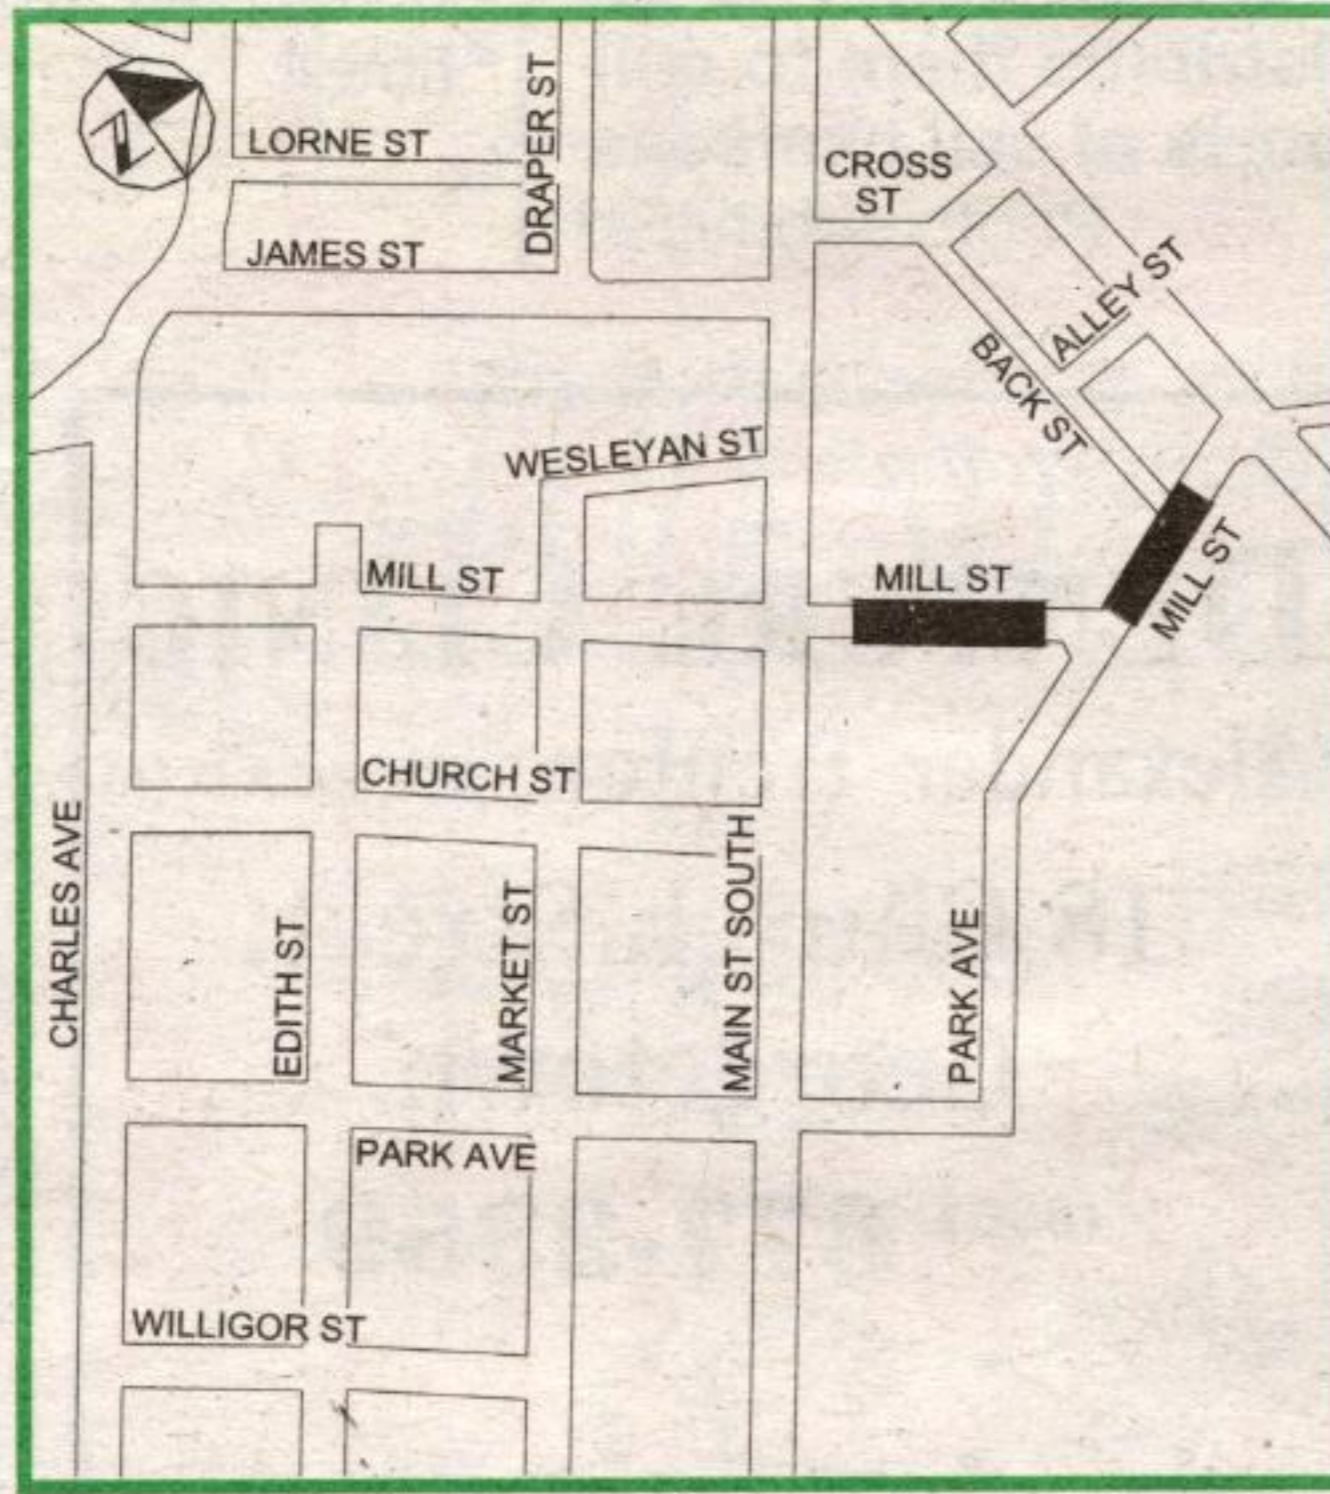 N
LORNE ST
DRAPER ST
CROSS
ST
JAMES ST
ALLEY ST
BACK ST
WESLEYAN ST
MILL ST
MILL ST
MILL ST
CHURCH ST
CHARLES AVE
EDITH ST
MARKET ST
MAIN ST SOUTH
PARK AVE
PARK AVE
WILLIGOR ST